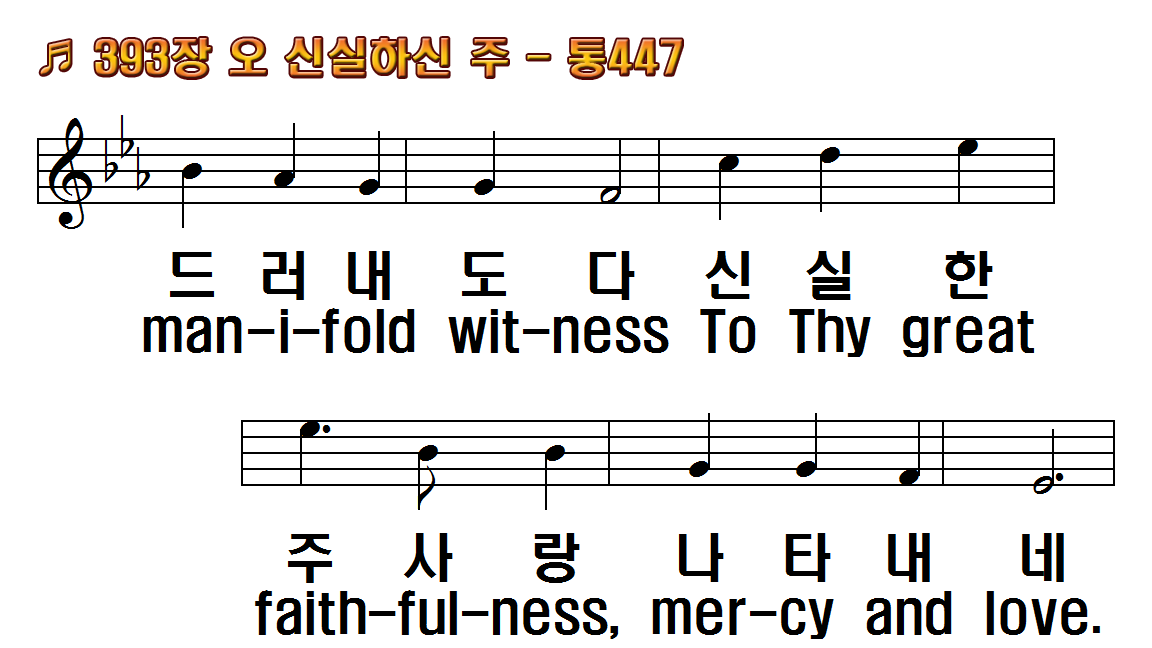 ♬ 393장 오 신실하신 주 - 통447
드 러 내 도 다 신 실 한
man-i-fold wit-ness To Thy great
주 사 랑 나 타 내 네
faith-ful-ness, mer-cy and love.